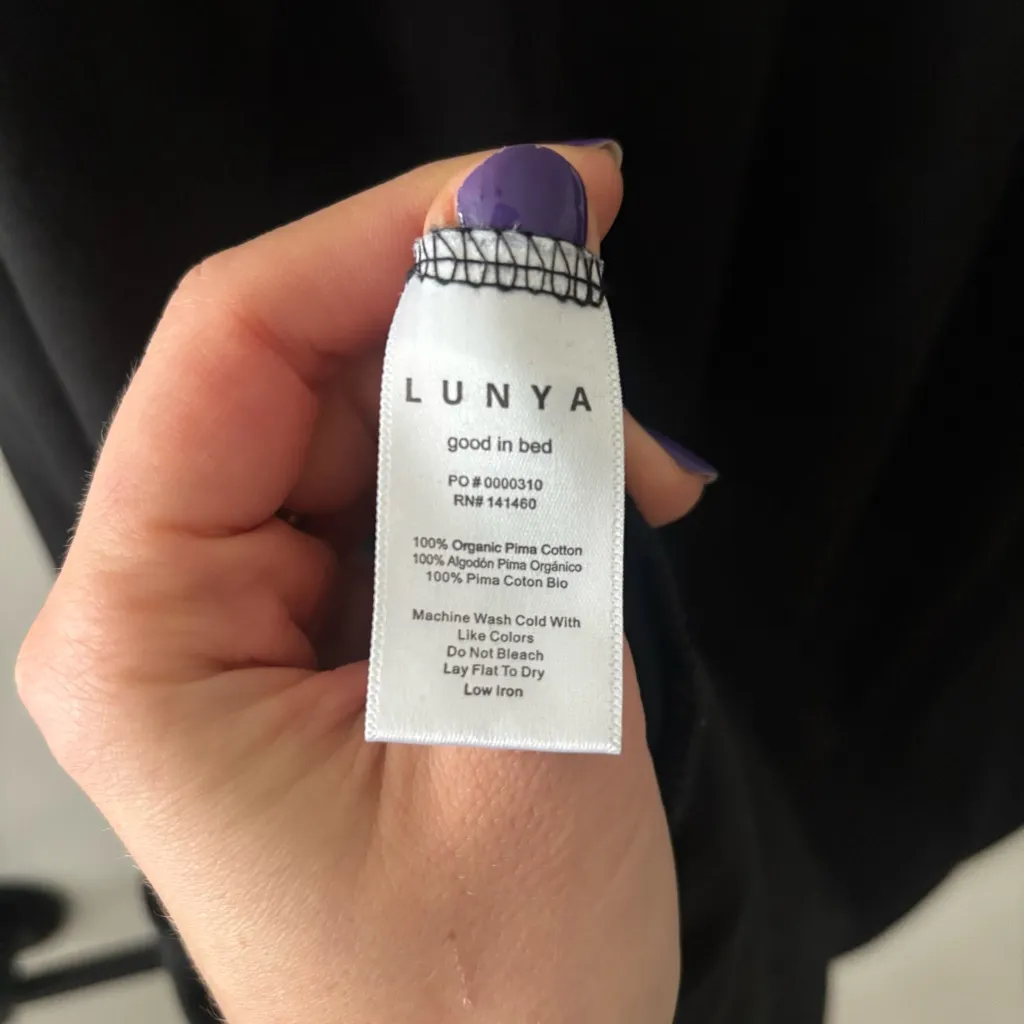 LUNYA
good in bed
PO # 0000310
RN# 141460
100% Organic Pima Cotton
100% Algodón Pima Orgánico
100% Pima Coton Bio
Machine Wash Cold With
Like Colors
Do Not Bleach
Lay Flat To Dry
Low Iron